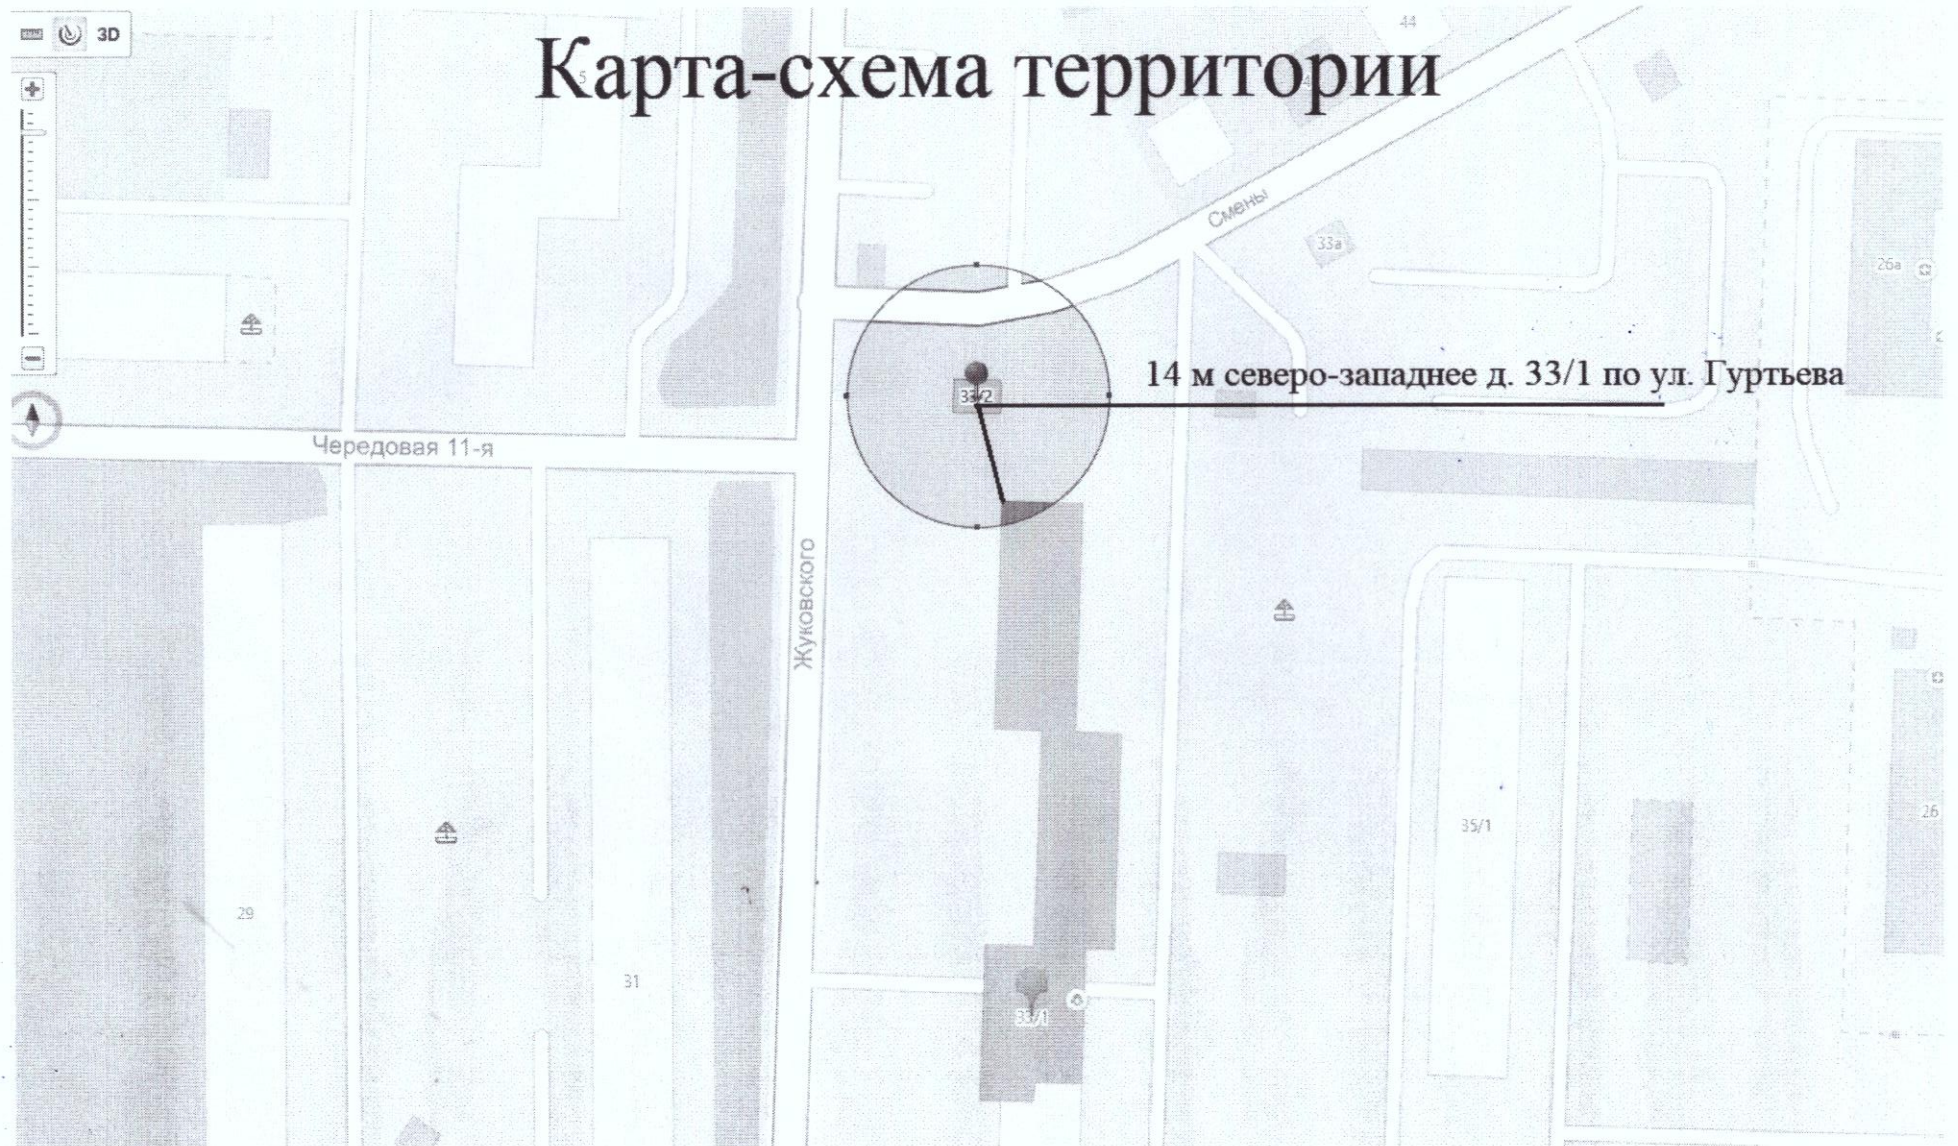 3D
Карта-схема территории
44
5
Смены
33а
26а
14 м северо-западнее д. 33/1 по ул. Гуртьева
33/2
Чередовая 11-я
Жуковского
35/1
26
29
31
33/1